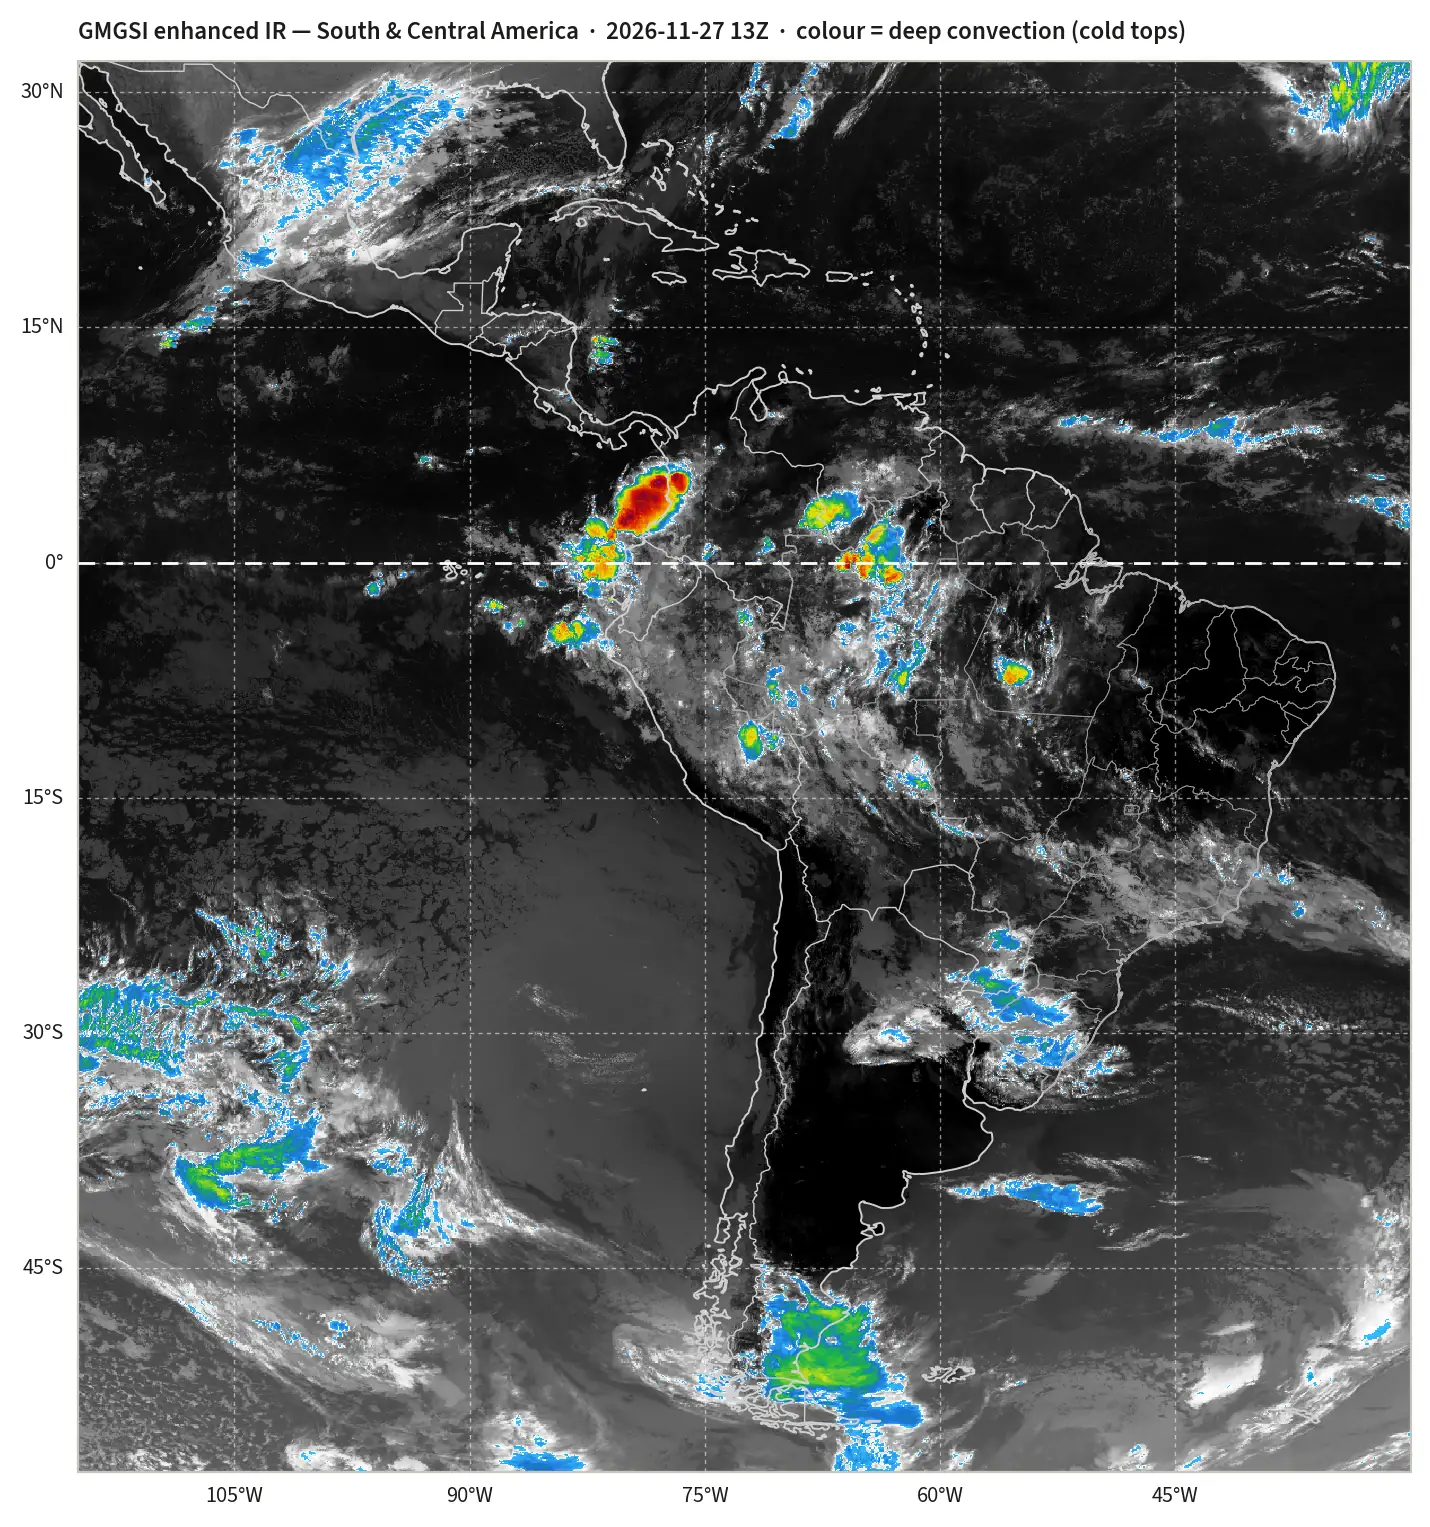 GMGSI enhanced IR — South & Central America · 2026-11-27 13Z · colour = deep convection (cold tops)
30°N
15°N
0°
15°S
30°S
45°S
105°W 90°W 75°W 60°W 45°W